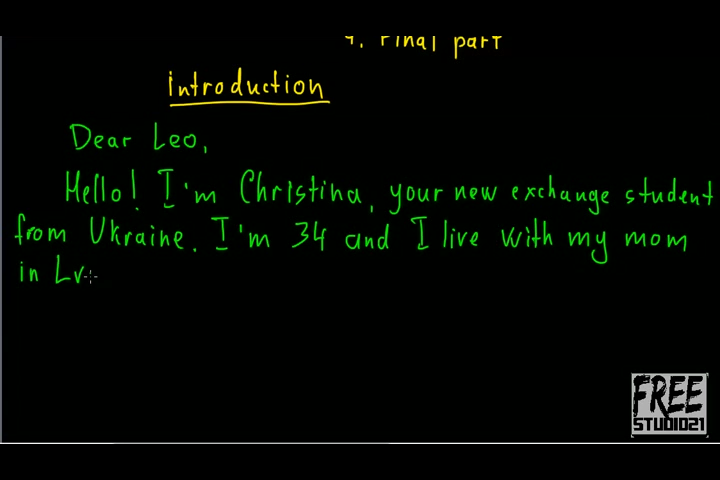 4. Final part
Introduction
Dear Leo,
Hello! I'm Christina, your new exchange student
from Ukraine. I'm 34 and I live with my mom
in Lv
FREE
STUDIO21